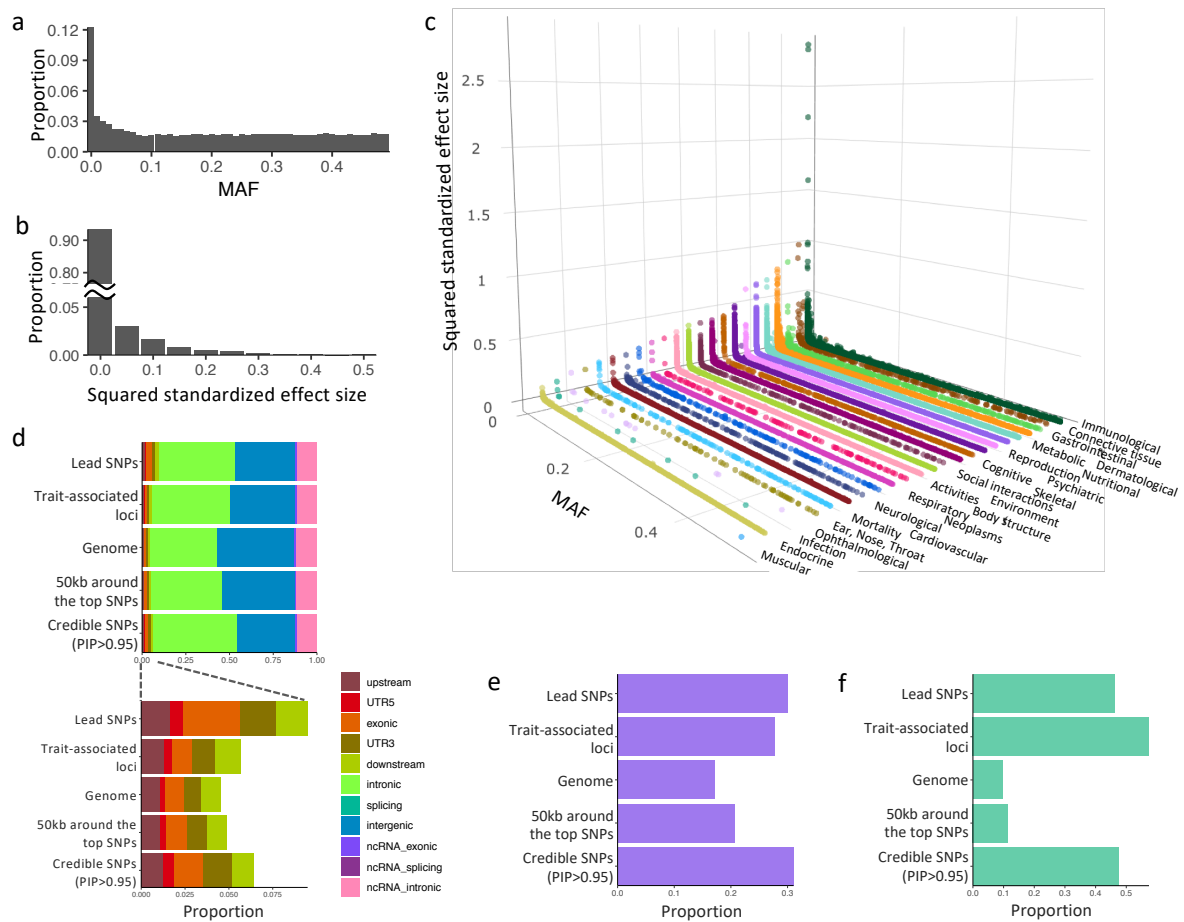 a
0.12
0.09
0.06
0.03
0.00
Proportion
0.0 0.1 0.2 0.3 0.4
MAF
b
0.90
0.80
0.05
0.00
Proportion
0.0 0.1 0.2 0.3 0.4 0.5
Squared standardized effect size
c
Squared standardized effect size
2.5
2
1.5
1
0.5
0
0
0.2
0.4
MAF
Immunological
Connective tissue
Gastrointestinal
Dermatological
Metabolic
Nutritional
Reproduction
Psychiatric
Skeletal
Cognitive
Environment
Social interactions
Body Structure
Activities
Neoplasms
Respiratory
Cardiovascular
Neurological
Mortality
Ear, Nose, Throat
Ophthalmological
Infection
Endocrine
Muscular
d
Lead SNPs
Trait-associated
loci
Genome
50kb around
the top SNPs
Credible SNPs
(PIP>0.95)
0.00 0.25 0.50 0.75 1.00
Lead SNPs
Trait-associated
loci
Genome
50kb around the
top SNPs
Credible SNPs
(PIP>0.95)
0.000 0.025 0.050 0.075
Proportion
upstream
UTR5
exonic
UTR3
downstream
intronic
splicing
intergenic
ncRNA_exonic
ncRNA_splicing
ncRNA_intronic
e
Lead SNPs
Trait-associated
loci
Genome
50kb around
the top SNPs
Credible SNPs
(PIP>0.95)
0.0 0.1 0.2 0.3
Proportion
f
Lead SNPs
Trait-associated
loci
Genome
50kb around
the top SNPs
Credible SNPs
(PIP>0.95)
0.0 0.2 0.4
Proportion